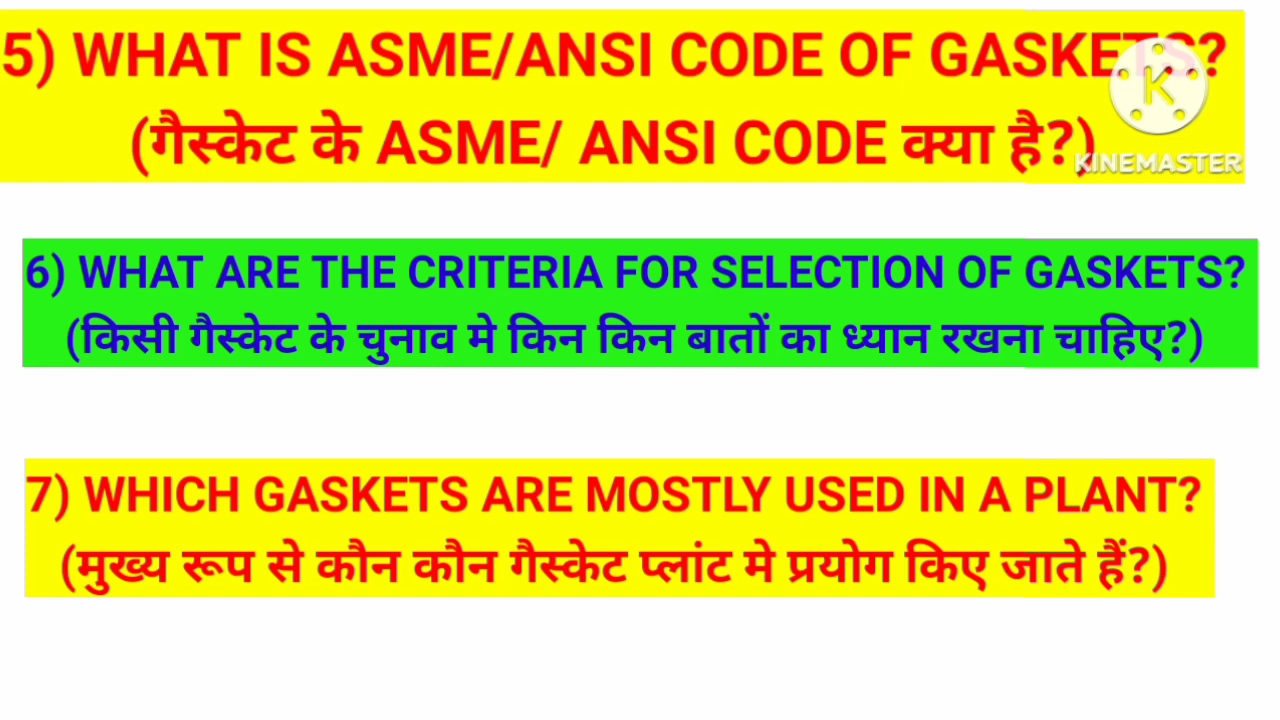 5) WHAT IS ASME/ANSI CODE OF GASKETS?
(गैस्केट के ASME/ ANSI CODE क्या है?)
K
KINEMASTER
6) WHAT ARE THE CRITERIA FOR SELECTION OF GASKETS?
(किसी गैस्केट के चुनाव मे किन किन बातों का ध्यान रखना चाहिए?)
7) WHICH GASKETS ARE MOSTLY USED IN A PLANT?
(मुख्य रूप से कौन कौन गैस्केट प्लांट मे प्रयोग किए जाते हैं?)